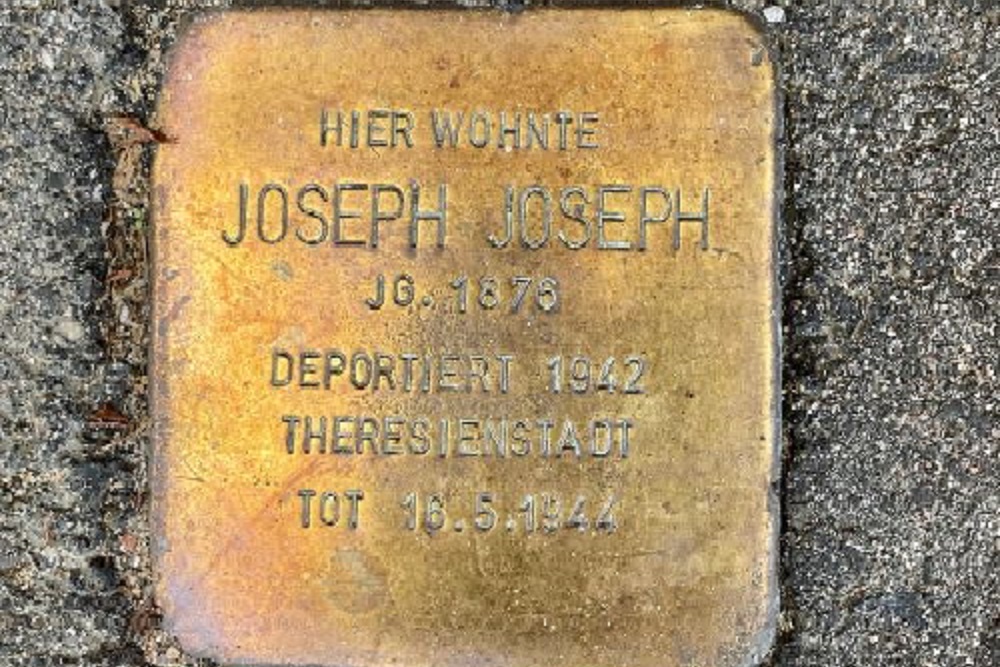 HIER WOHNTE
JOSEPH JOSEPH
JG. 1876
DEPORTIERT 1942
THERESIENSTADT
TOT 16.5.1944